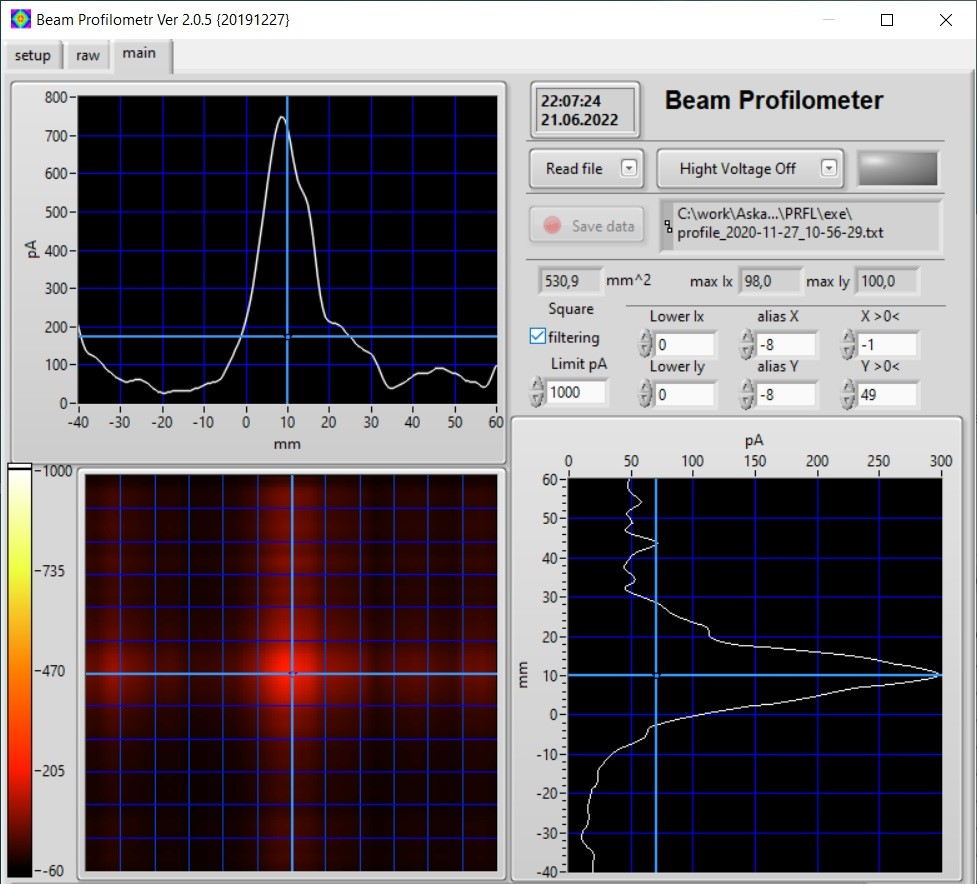 Beam Profilometr Ver 2.0.5 {20191227}
setup raw main
800
700
600
500
400
300
200
100
0
pA
-40 -30 -20 -10 0 10 20 30 40 50 60
mm
22:07:24
21.06.2022
Beam Profilometer
Read file
Hight Voltage Off
Save data
C:\work\Aska...\PRFL\exe\
profile_2020-11-27_10-56-29.txt
530,9 mm^2 max Ix 98,0 max Iy 100,0
Square
filtering
Limit pA
1000
Lower Ix alias X X >0<
0 -8 -1
Lower Iy alias Y Y >0<
0 -8 49
-1000
-735
-470
-205
--60
pA
0 50 100 150 200 250 300
60
50
40
30
20
10
0
-10
-20
-30
-40
mm